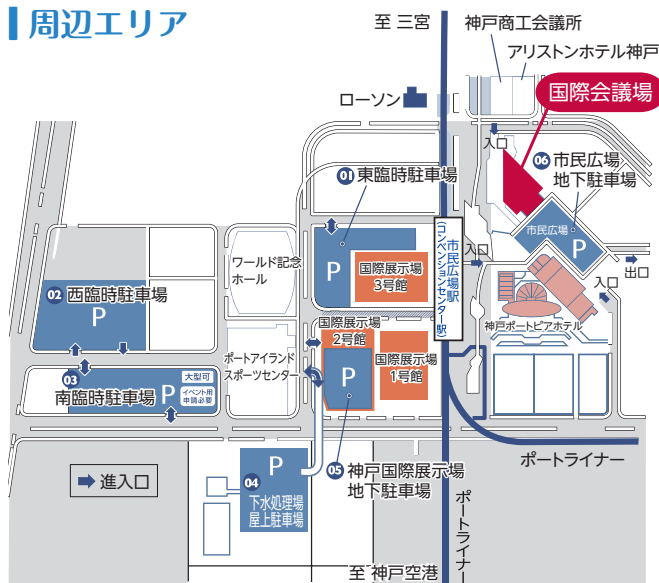 周辺エリア
至 三宮
神戸商工会議所
アリストンホテル神戸
ローソン
国際会議場
入口
01 東臨時駐車場
06 市民広場
地下駐車場
市民広場
P
入口
出口
入口
市民広場駅
(コンベンションセンター駅)
ワールド記念
ホール
P
国際展示場
3号館
02 西臨時駐車場
P
神戸ポートピアホテル
国際展示場
2号館
国際展示場
1号館
P
ポートアイランド
スポーツセンター
03
南臨時駐車場
P
大型可
イベント用
申請必要
ポートライナー
進入口
04
P
下水処理場
屋上駐車場
05 神戸国際展示場
地下駐車場
ポートライナー
至 神戸空港